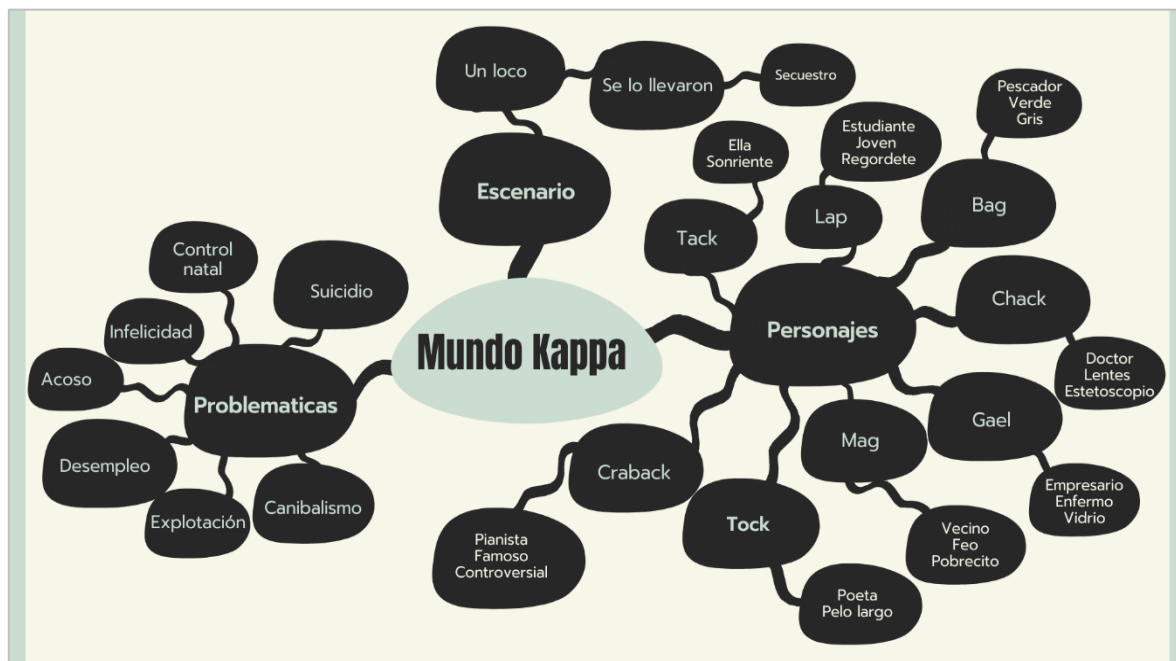 Mundo Kappa
Escenario
Un loco
Se lo llevaron
Secuestro
Personajes
Tack
Ella
Sonriente
Lap
Estudiante
Joven
Regordete
Bag
Pescador
Verde
Gris
Chack
Doctor
Lentes
Estetoscopio
Gael
Empresario
Enfermo
Vidrio
Mag
Vecino
Feo
Pobrecito
Tock
Poeta
Pelo largo
Craback
Pianista
Famoso
Controversial
Problematicas
Suicidio
Control
natal
Infelicidad
Acoso
Desempleo
Explotación
Canibalismo